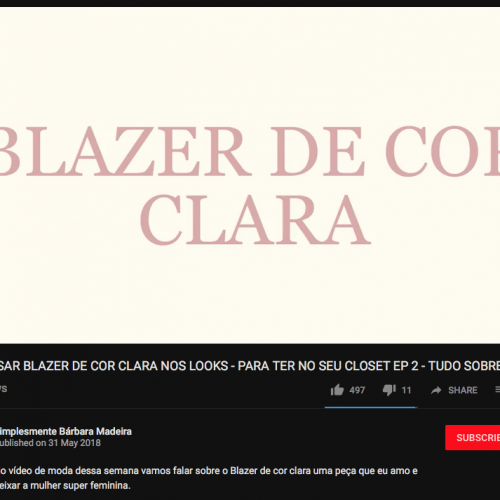 BLAZER DE COR
CLARA
SAR BLAZER DE COR CLARA NOS LOOKS - PARA TER NO SEU CLOSET EP 2 - TUDO SOBRE
497 11 SHARE
implesmente Bárbara Madeira
ublished on 31 May 2018
SUBSCRIBE
o vídeo de moda dessa semana vamos falar sobre o Blazer de cor clara uma peça que eu amo e
eixar a mulher super feminina.